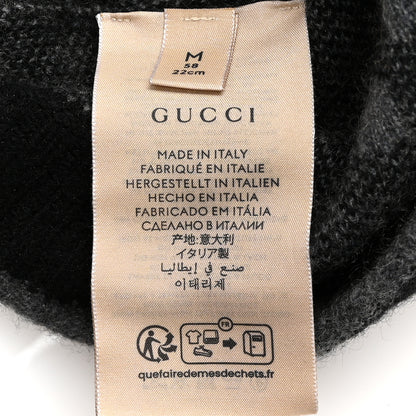 M
58
22cm
GUCCI
MADE IN ITALY
FABRIQUÉ EN ITALIE
HERGESTELLT IN ITALIEN
HECHO EN ITALIA
FABRICADO EM ITÁLIA
СДЕЛАНО В ИТАЛИИ
产地:意大利
イタリア製
صنع في إيطاليا
이태리제
FR
quefairedemesdechets.fr